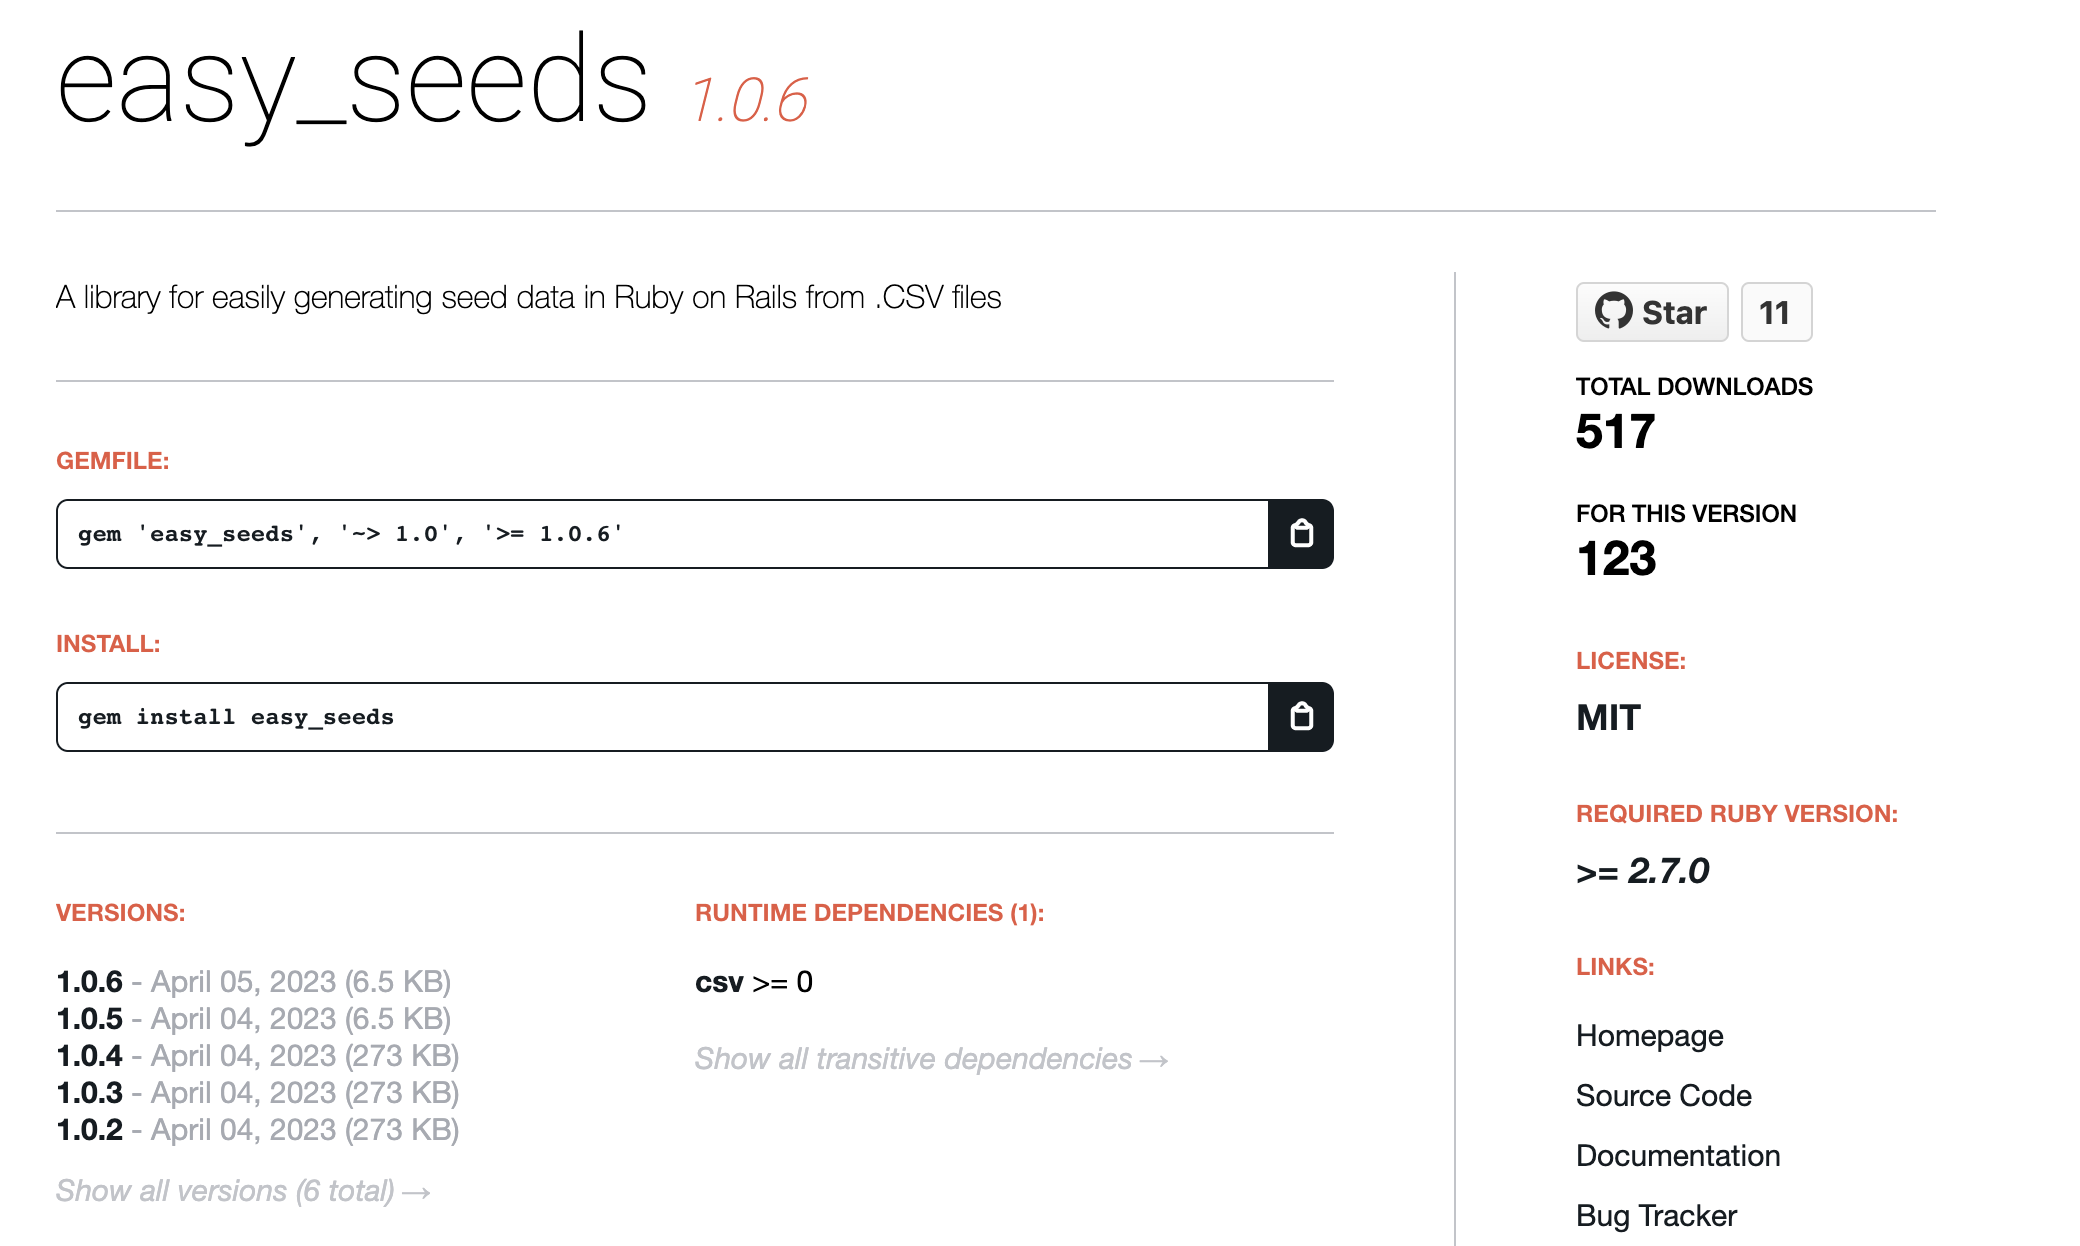 easy_seeds 1.0.6
A library for easily generating seed data in Ruby on Rails from .CSV files
GEMFILE:
gem 'easy_seeds', '~> 1.0', '>= 1.0.6'
INSTALL:
gem install easy_seeds
VERSIONS:
1.0.6 - April 05, 2023 (6.5 KB)
1.0.5 - April 04, 2023 (6.5 KB)
1.0.4 - April 04, 2023 (273 KB)
1.0.3 - April 04, 2023 (273 KB)
1.0.2 - April 04, 2023 (273 KB)
Show all versions (6 total) →
RUNTIME DEPENDENCIES (1):
csv >= 0
Show all transitive dependencies →
Star 11
TOTAL DOWNLOADS
517
FOR THIS VERSION
123
LICENSE:
MIT
REQUIRED RUBY VERSION:
>= 2.7.0
LINKS:
Homepage
Source Code
Documentation
Bug Tracker